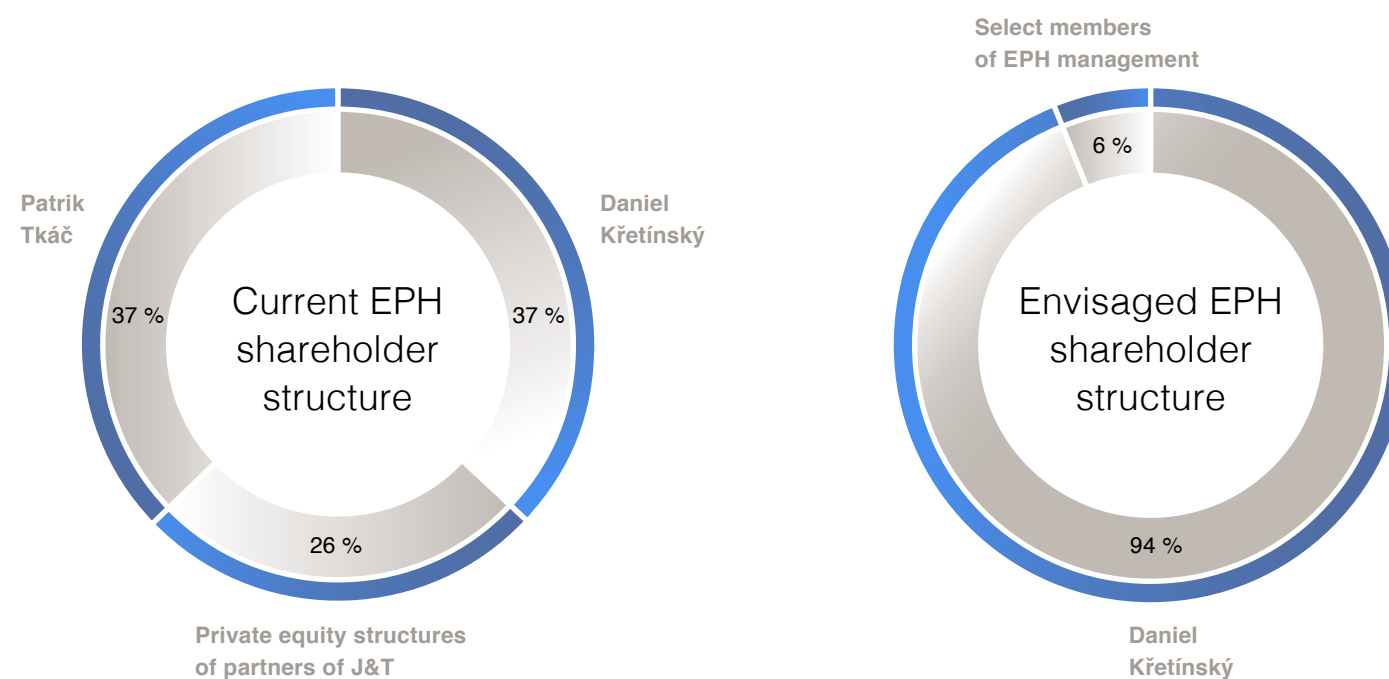 Patrik
Tkáč
37 %
Current EPH
shareholder
structure
37 %
Daniel
Křetínský
26 %
Private equity structures
of partners of J&T
Select members
of EPH management
6 %
Envisaged EPH
shareholder
structure
94 %
Daniel
Křetínský